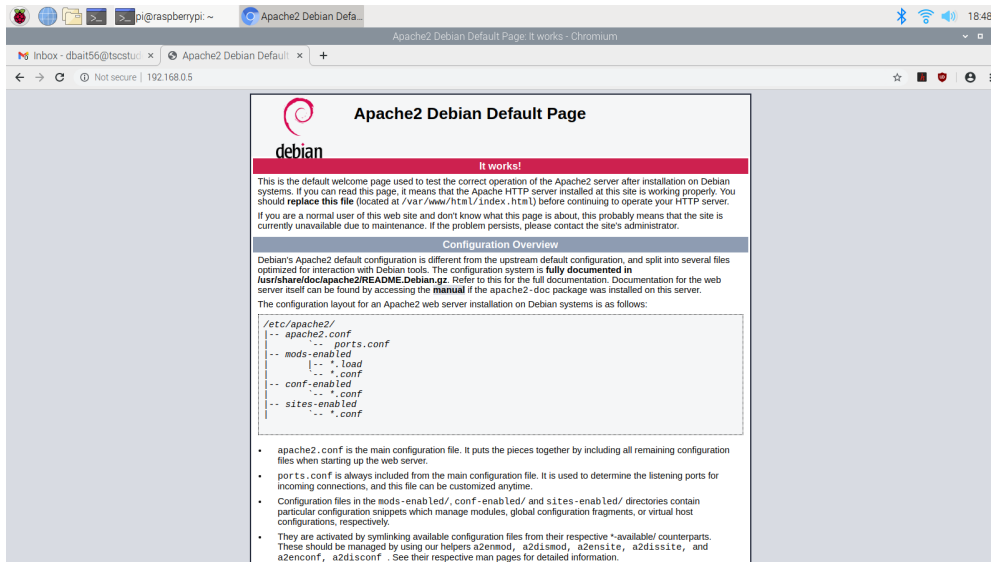 pi@raspberrypi: ~
Apache2 Debian Defa...
18:48
Apache2 Debian Default Page: It works - Chromium
Inbox - dbait56@tscstud
Apache2 Debian Default
Not secure | 192.168.0.5
Apache2 Debian Default Page
debian
It works!
This is the default welcome page used to test the correct operation of the Apache2 server after installation on Debian
systems. If you can read this page, it means that the Apache HTTP server installed at this site is working properly. You
should replace this file (located at /var/www/html/index.html) before continuing to operate your HTTP server.
If you are a normal user of this web site and don't know what this page is about, this probably means that the site is
currently unavailable due to maintenance. If the problem persists, please contact the site's administrator.
Configuration Overview
Debian's Apache2 default configuration is different from the upstream default configuration, and split into several files
optimized for interaction with Debian tools. The configuration system is fully documented in
/usr/share/doc/apache2/README.Debian.gz. Refer to this for the full documentation. Documentation for the web
server itself can be found by accessing the manual if the apache2-doc package was installed on this server.
The configuration layout for an Apache2 web server installation on Debian systems is as follows:
/etc/apache2/
|-- apache2.conf
|       `--  ports.conf
|-- mods-enabled
|       |-- *.load
|       `-- *.conf
|-- conf-enabled
|       `-- *.conf
|-- sites-enabled
|       `-- *.conf
• apache2.conf is the main configuration file. It puts the pieces together by including all remaining configuration
files when starting up the web server.
• ports.conf is always included from the main configuration file. It is used to determine the listening ports for
incoming connections, and this file can be customized anytime.
• Configuration files in the mods-enabled/, conf-enabled/ and sites-enabled/ directories contain
particular configuration snippets which manage modules, global configuration fragments, or virtual host
configurations, respectively.
• They are activated by symlinking available configuration files from their respective *-available/ counterparts.
These should be managed by using our helpers a2enmod, a2dismod, a2ensite, a2dissite, and
a2enconf, a2disconf . See their respective man pages for detailed information.